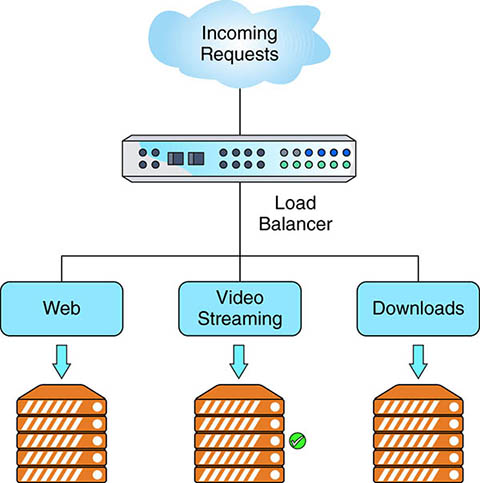 Incoming
Requests
Load
Balancer
Web
Video
Streaming
Downloads